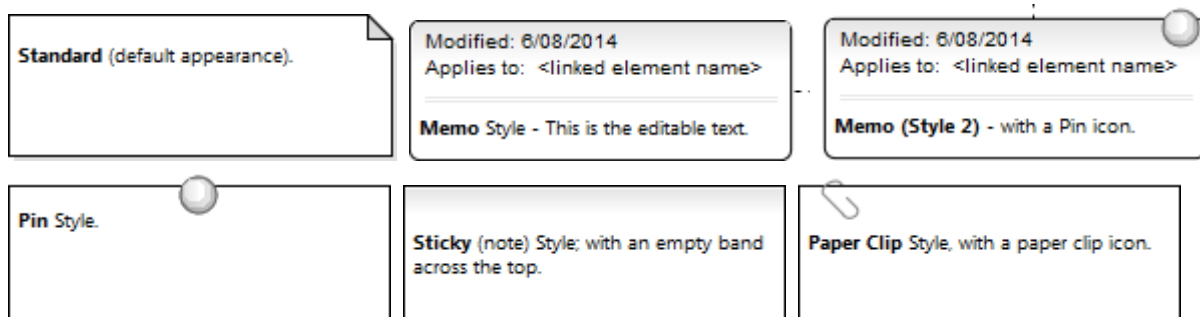 Standard (default appearance).
Modified: 6/08/2014
Applies to: <linked element name>
Memo Style - This is the editable text.
Modified: 6/08/2014
Applies to: <linked element name>
Memo (Style 2) - with a Pin icon.
Pin Style.
Sticky (note) Style; with an empty band
across the top.
Paper Clip Style, with a paper clip icon.